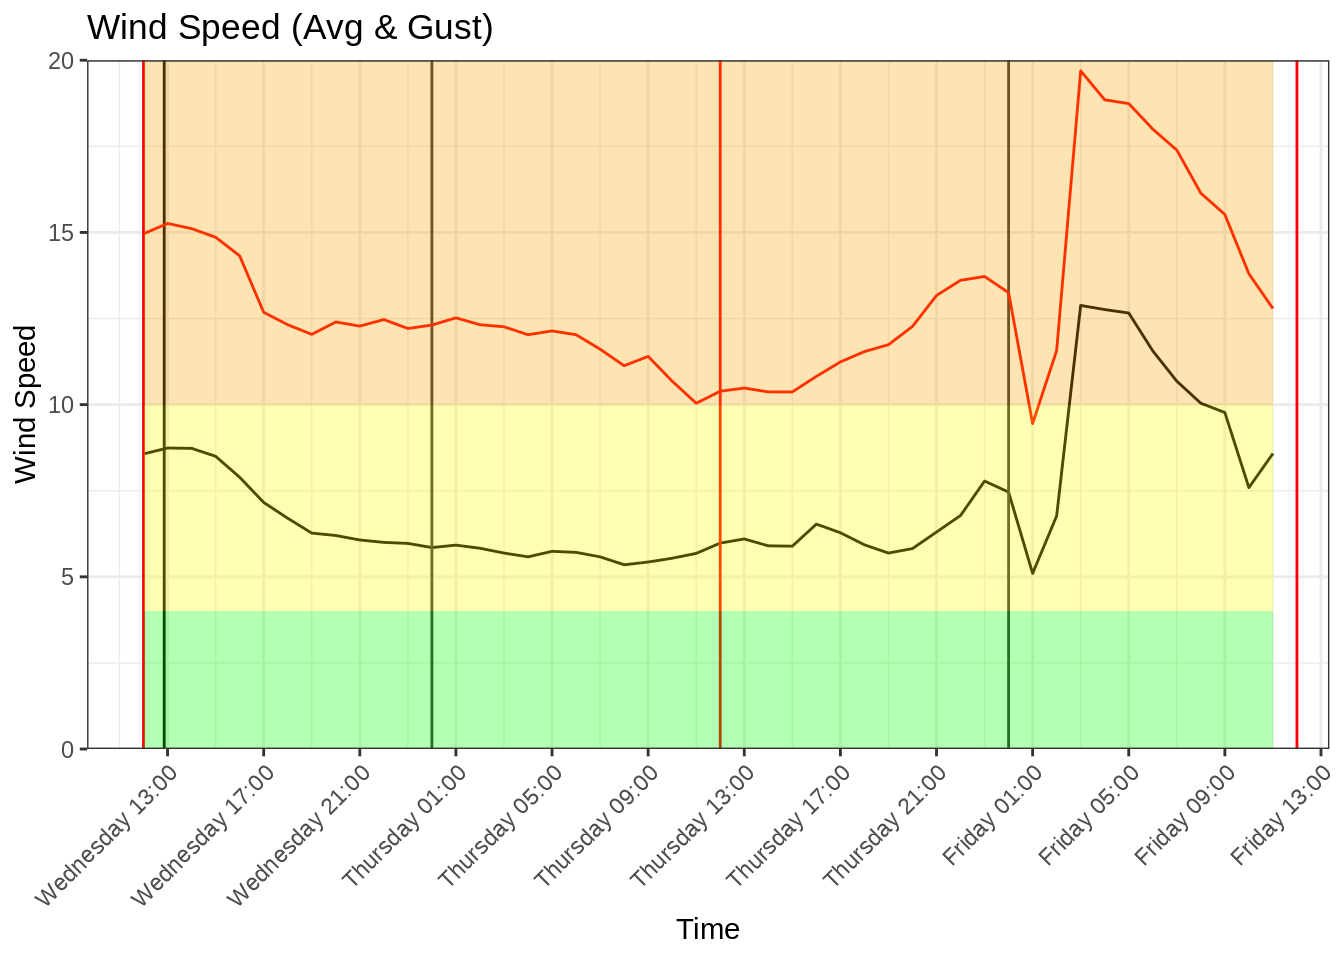 Wind Speed (Avg & Gust)
20
15
10
5
0
Wind Speed
Wednesday 13:00
Wednesday 17:00
Wednesday 21:00
Thursday 01:00
Thursday 05:00
Thursday 09:00
Thursday 13:00
Thursday 17:00
Thursday 21:00
Friday 01:00
Friday 05:00
Friday 09:00
Friday 13:00
Time